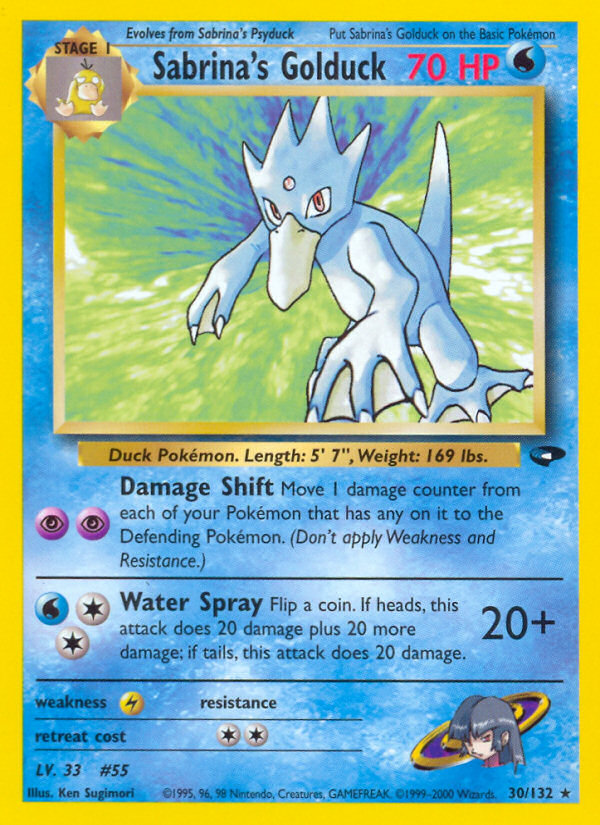 Evolves from Sabrina's Psyduck
Put Sabrina's Golduck on the Basic Pokémon
STAGE 1
Sabrina's Golduck 70 HP
Duck Pokémon. Length: 5' 7", Weight: 169 lbs.
Damage Shift Move 1 damage counter from
each of your Pokémon that has any on it to the
Defending Pokémon. (Don't apply Weakness and
Resistance.)
Water Spray Flip a coin. If heads, this
attack does 20 damage plus 20 more
damage; if tails, this attack does 20 damage.
20+
weakness
resistance
retreat cost
LV. 33 #55
Illus. Ken Sugimori
©1995, 96, 98 Nintendo, Creatures, GAMEFREAK. ©1999-2000 Wizards.
30/132 ★